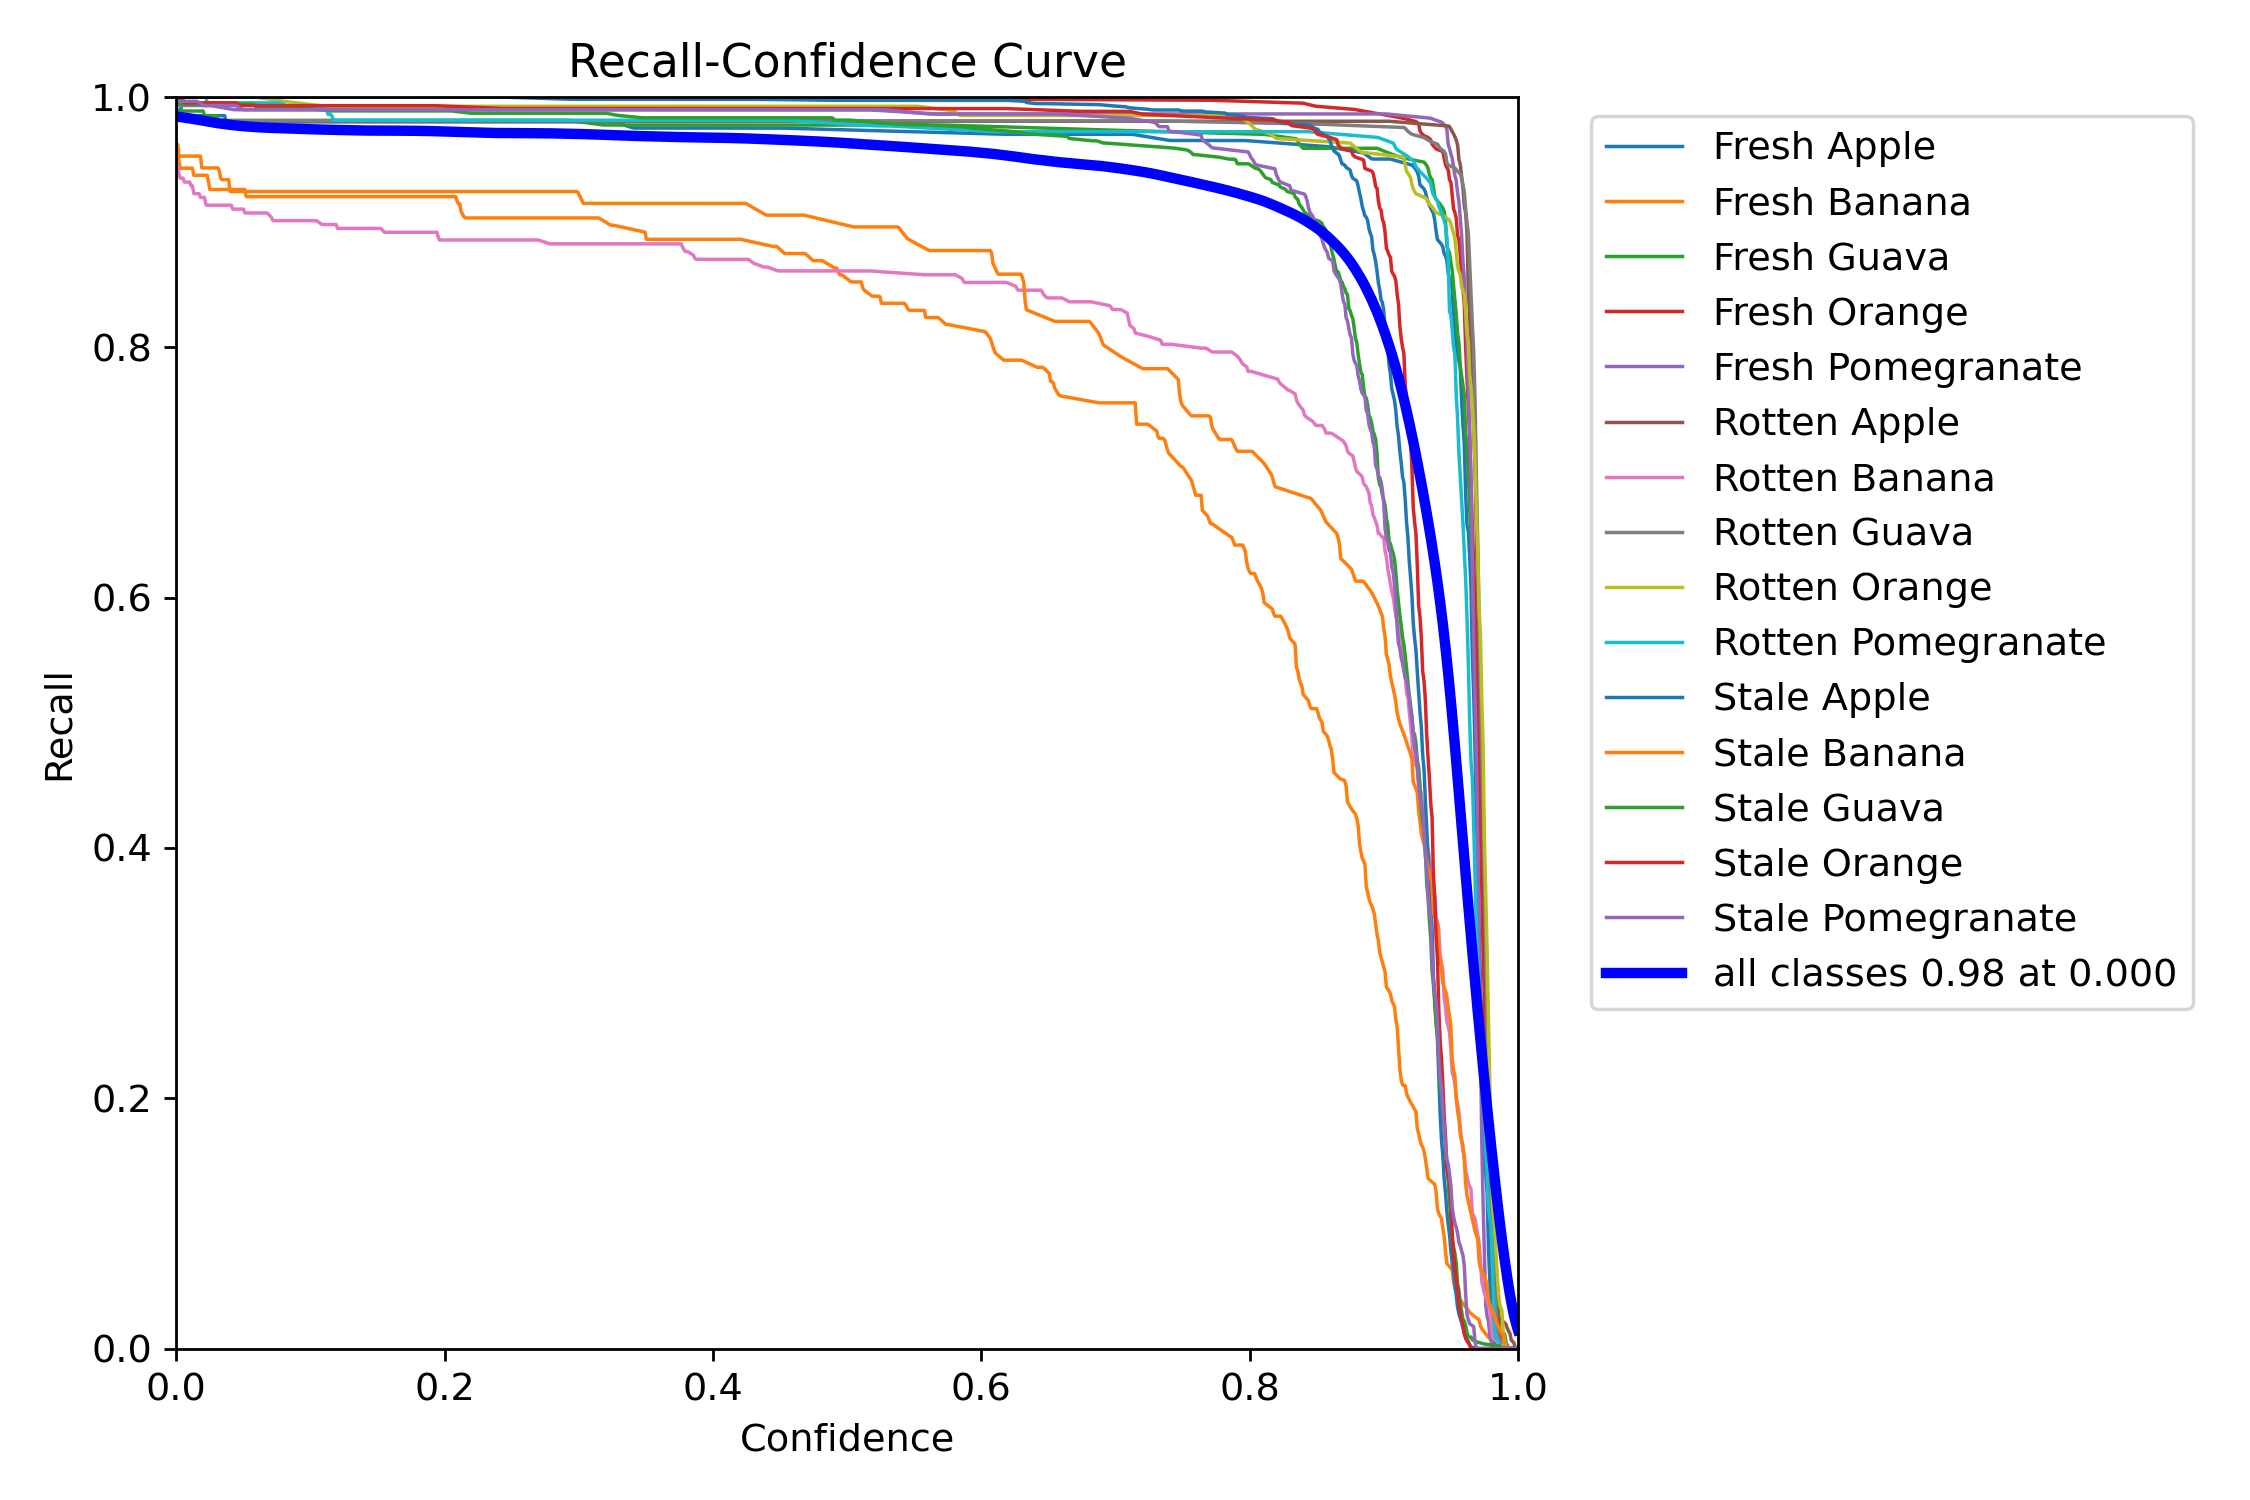 Recall-Confidence Curve
1.0
0.8
0.6
0.4
0.2
0.0
Recall
0.0 0.2 0.4 0.6 0.8 1.0
Confidence
Fresh Apple
Fresh Banana
Fresh Guava
Fresh Orange
Fresh Pomegranate
Rotten Apple
Rotten Banana
Rotten Guava
Rotten Orange
Rotten Pomegranate
Stale Apple
Stale Banana
Stale Guava
Stale Orange
Stale Pomegranate
all classes 0.98 at 0.000